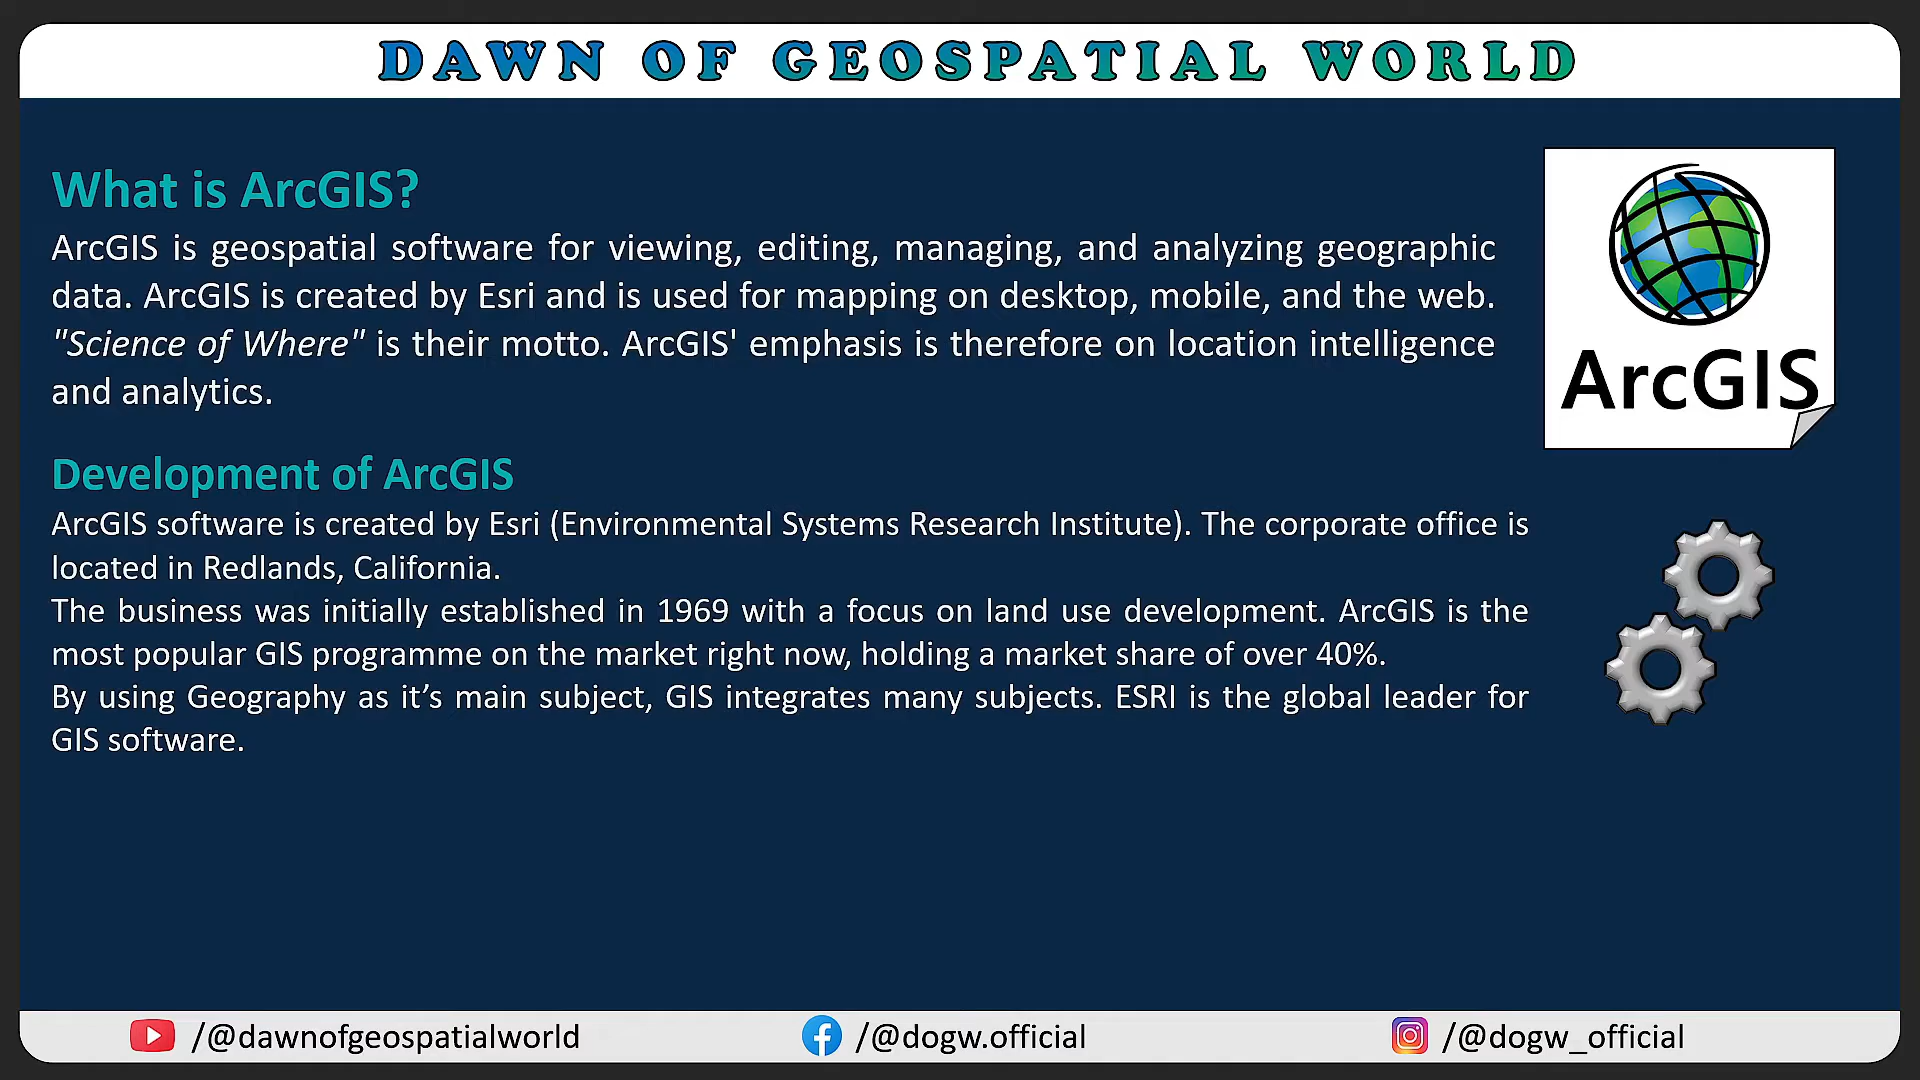 DAWN OF GEOSPATIAL WORLD
What is ArcGIS?
ArcGIS is geospatial software for viewing, editing, managing, and analyzing geographic
data. ArcGIS is created by Esri and is used for mapping on desktop, mobile, and the web.
"Science of Where" is their motto. ArcGIS' emphasis is therefore on location intelligence
and analytics.
ArcGIS
Development of ArcGIS
ArcGIS software is created by Esri (Environmental Systems Research Institute). The corporate office is
located in Redlands, California.
The business was initially established in 1969 with a focus on land use development. ArcGIS is the
most popular GIS programme on the market right now, holding a market share of over 40%.
By using Geography as it’s main subject, GIS integrates many subjects. ESRI is the global leader for
GIS software.
/@dawnofgeospatialworld
/@dogw.official
/@dogw_official